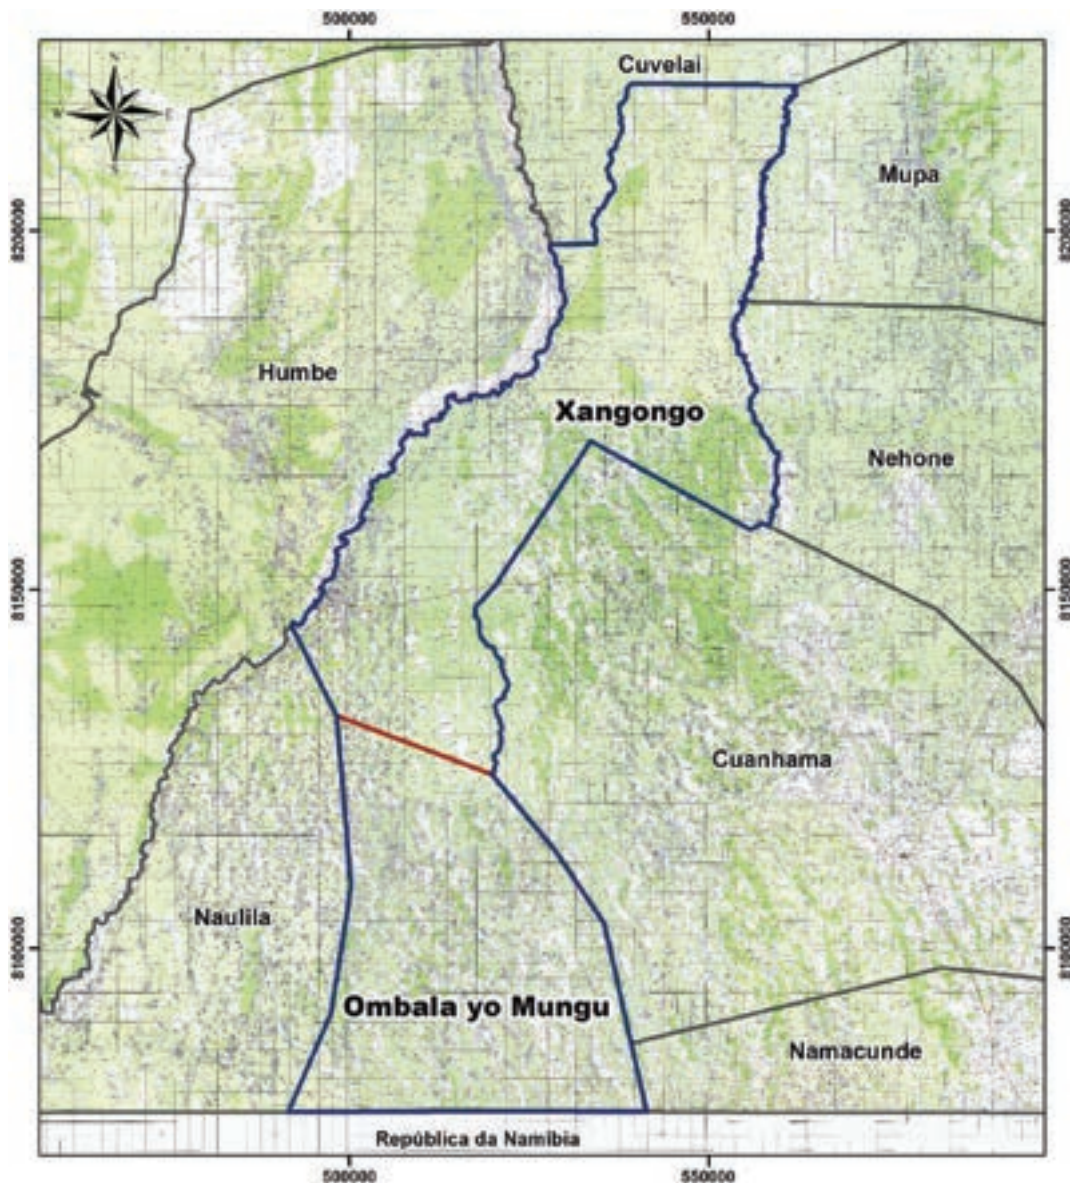 500000 550000
Cuvelai
Mupa
8200000 8200000
Humbe
Xangongo
Nehone
8150000 8150000
Cuanhama
Naulila
8100000 8100000
Ombala yo Mungu
Namacunde
República da Namíbia
500000 550000